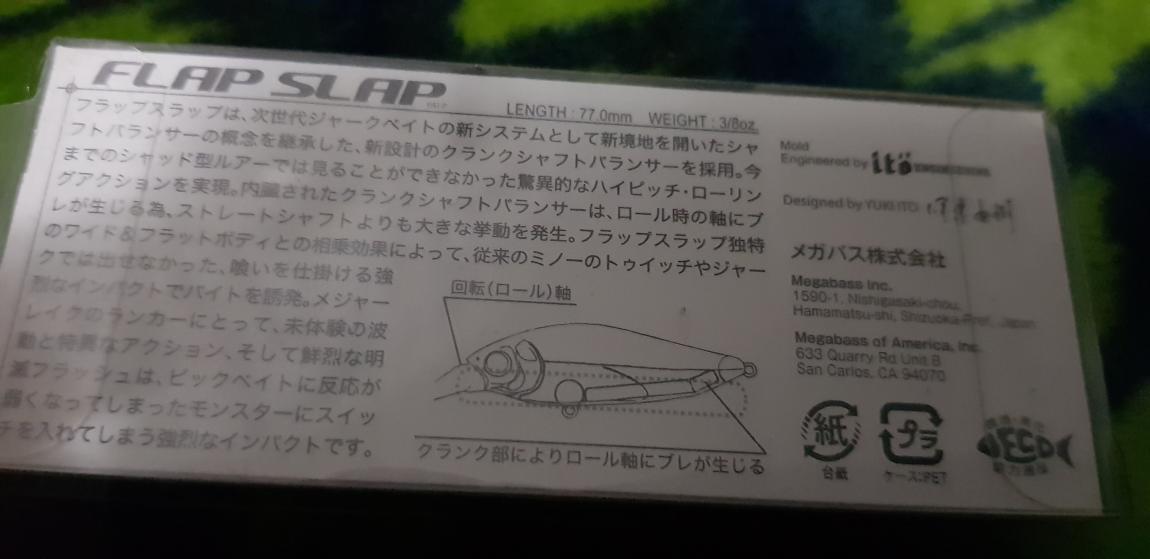 FLAP SLAP
LENGTH : 77.0mm WEIGHT : 3/8oz.
フラップスラップは、次世代ジャークベイトの新システムとして新境地を開いたシャ
フトバランサーの概念を継承した、新設計のクランクシャフトバランサーを採用。今
までのシャッド型ルアーでは見ることができなかった驚異的なハイピッチ・ローリン
グアクションを実現。内蔵されたクランクシャフトバランサーは、ロール時の軸にブ
レが生じる為、ストレートシャフトよりも大きな挙動を発生。フラップスラップ独特
のワイド&フラットボディとの相乗効果によって、従来のミノーのトゥイッチやジャー
クでは出せなかった、喰いを仕掛ける強
烈なインパクトでバイトを誘発。メジャー
レイクのランカーにとって、未体験の波
動と特異なアクション、そして鮮烈な明
滅フラッシュは、ビックベイトに反応が
弱くなってしまったモンスターにスイッ
チを入れてしまう強烈なインパクトです。
回転(ロール)軸
クランク部によりロール軸にブレが生じる
Mold
Engineered by itö ENGINEERING
Designed by YUKI ITO
メガバス株式会社
Megabass Inc.
1590-1, Nishigasaki-chou,
Hamamatsu-shi, Shizuoka-Pref. Japan
Megabass of America, Inc.
633 Quarry Rd Unit B
San Carlos, CA 94070
紙
台紙
プラ
ケース:PET
ECO